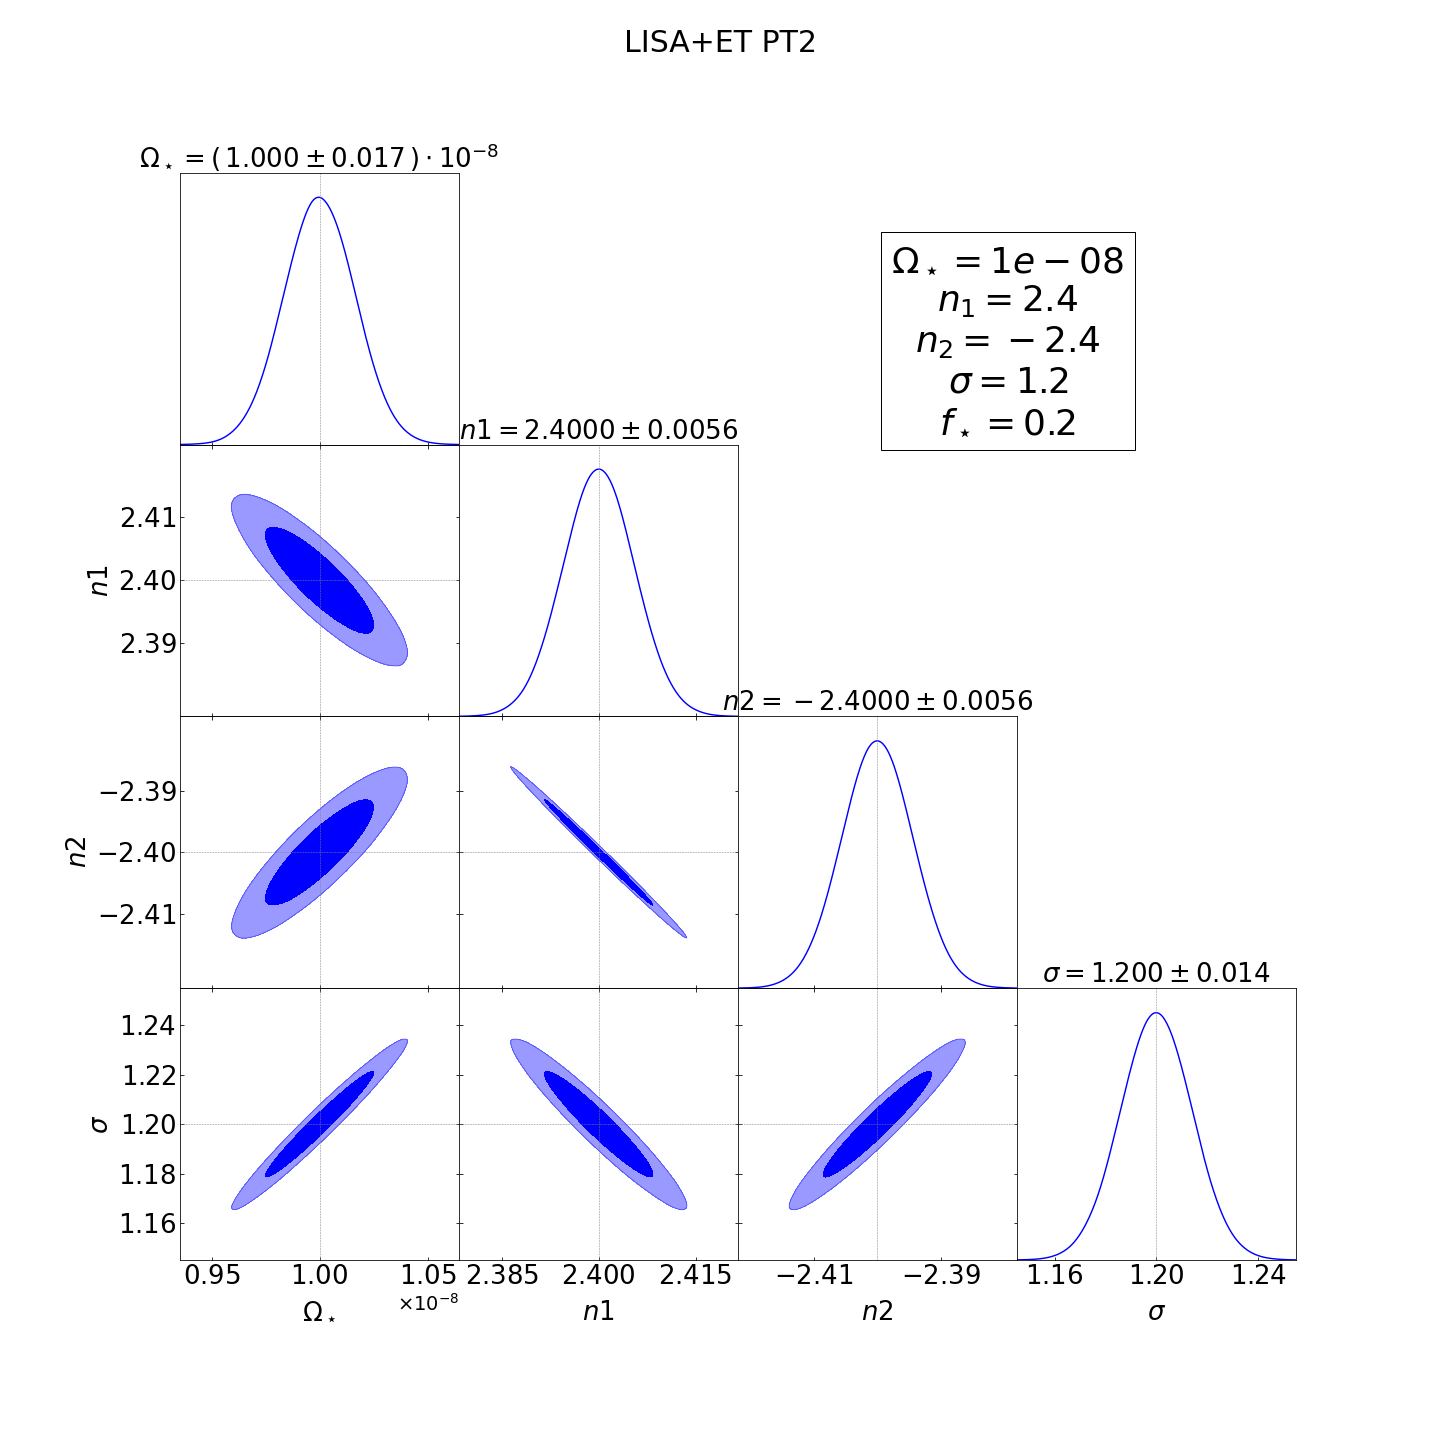 LISA+ET PT2
Ω⋆ = (1.000 ± 0.017) · 10⁻⁸
Ω⋆ = 1e − 08
n₁ = 2.4
n₂ = −2.4
σ = 1.2
f⋆ = 0.2
n1 = 2.4000 ± 0.0056
2.41
2.40
2.39
n1
n2 = −2.4000 ± 0.0056
−2.39
−2.40
−2.41
n2
σ = 1.200 ± 0.014
1.24
1.22
1.20
1.18
1.16
σ
0.95 1.00 1.05 2.385 2.400 2.415 −2.41 −2.39 1.16 1.20 1.24
×10⁻⁸
Ω⋆ n1 n2 σ